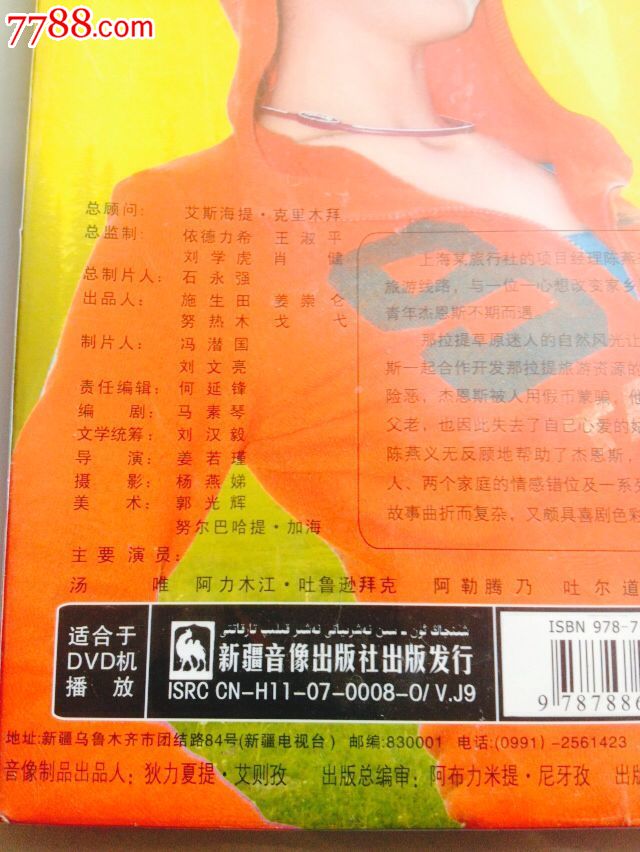 7788.com
总顾问: 艾斯海提·克里木拜
总监制: 依德力希 王淑平
刘学虎 肖健
总制片人: 石永强
出品人: 施生田 姜崇仑
努热木 戈弋
制片人: 冯潜国
刘文亮
责任编辑: 何延锋
编剧: 马素琴
文学统筹: 刘汉毅
导演: 姜若瑾
摄影: 杨燕娣
美术: 郭光辉
努尔巴哈提·加海
上海某旅行社的项目经理陈燕
旅游线路,与一位一心想改变家乡
青年杰恩斯不期而遇。
那拉提草原迷人的自然风光让
斯一起合作开发那拉提旅游资源的
险恶,杰恩斯被人用假币蒙骗,他
父老,也因此失去了自己心爱的
陈燕义无反顾地帮助了杰恩斯,
人、两个家庭的情感错位及一系列
故事曲折而复杂,又颇具喜剧色彩
主要演员:
汤唯 阿力木江·吐鲁逊拜克 阿勒腾乃 吐尔道
适合于
DVD机
播放
新疆音像出版社出版发行
ISRC CN-H11-07-0008-0/V.J9
ISBN 978-7
9 787886
地址:新疆乌鲁木齐市团结路84号(新疆电视台) 邮编:830001 电话:(0991)-2561423
音像制品出品人: 狄力夏提·艾则孜 出版总编审: 阿布力米提·尼牙孜 出版